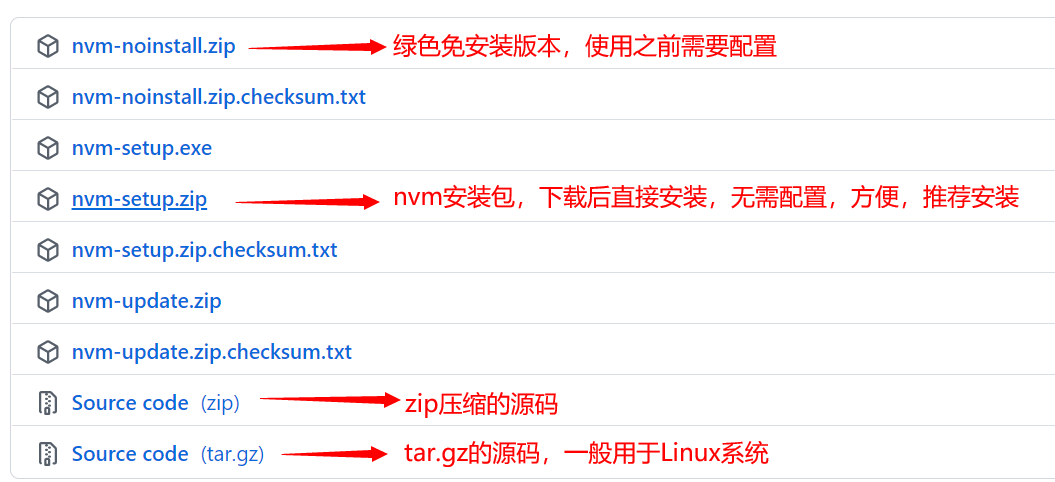 nvm-noinstall.zip 绿色免安装版本，使用之前需要配置
nvm-noinstall.zip.checksum.txt
nvm-setup.exe
nvm-setup.zip nvm安装包，下载后直接安装，无需配置，方便，推荐安装
nvm-setup.zip.checksum.txt
nvm-update.zip
nvm-update.zip.checksum.txt
Source code (zip) zip压缩的源码
Source code (tar.gz) tar.gz的源码，一般用于Linux系统